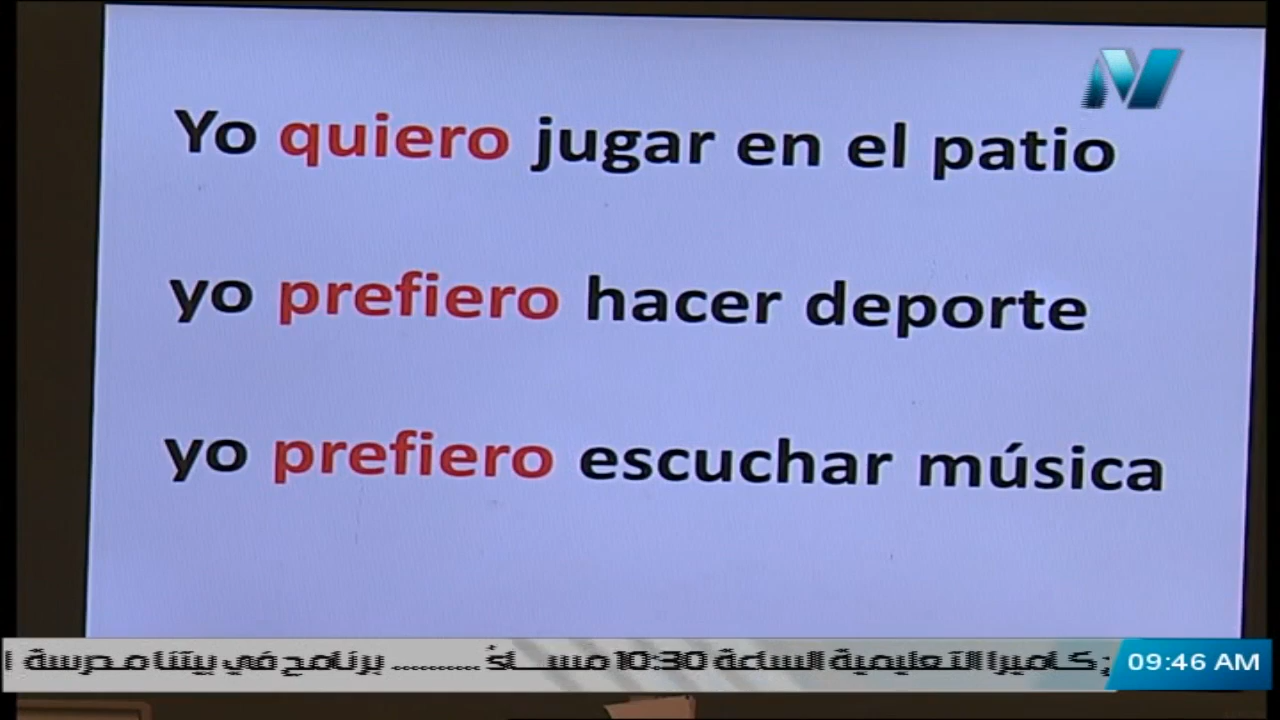 Yo quiero jugar en el patio
yo prefiero hacer deporte
yo prefiero escuchar música
كاميرا التعليمية الساعة 10:30 مســاءً .......... برنامج في بيتنا مدرسة
09:46 AM